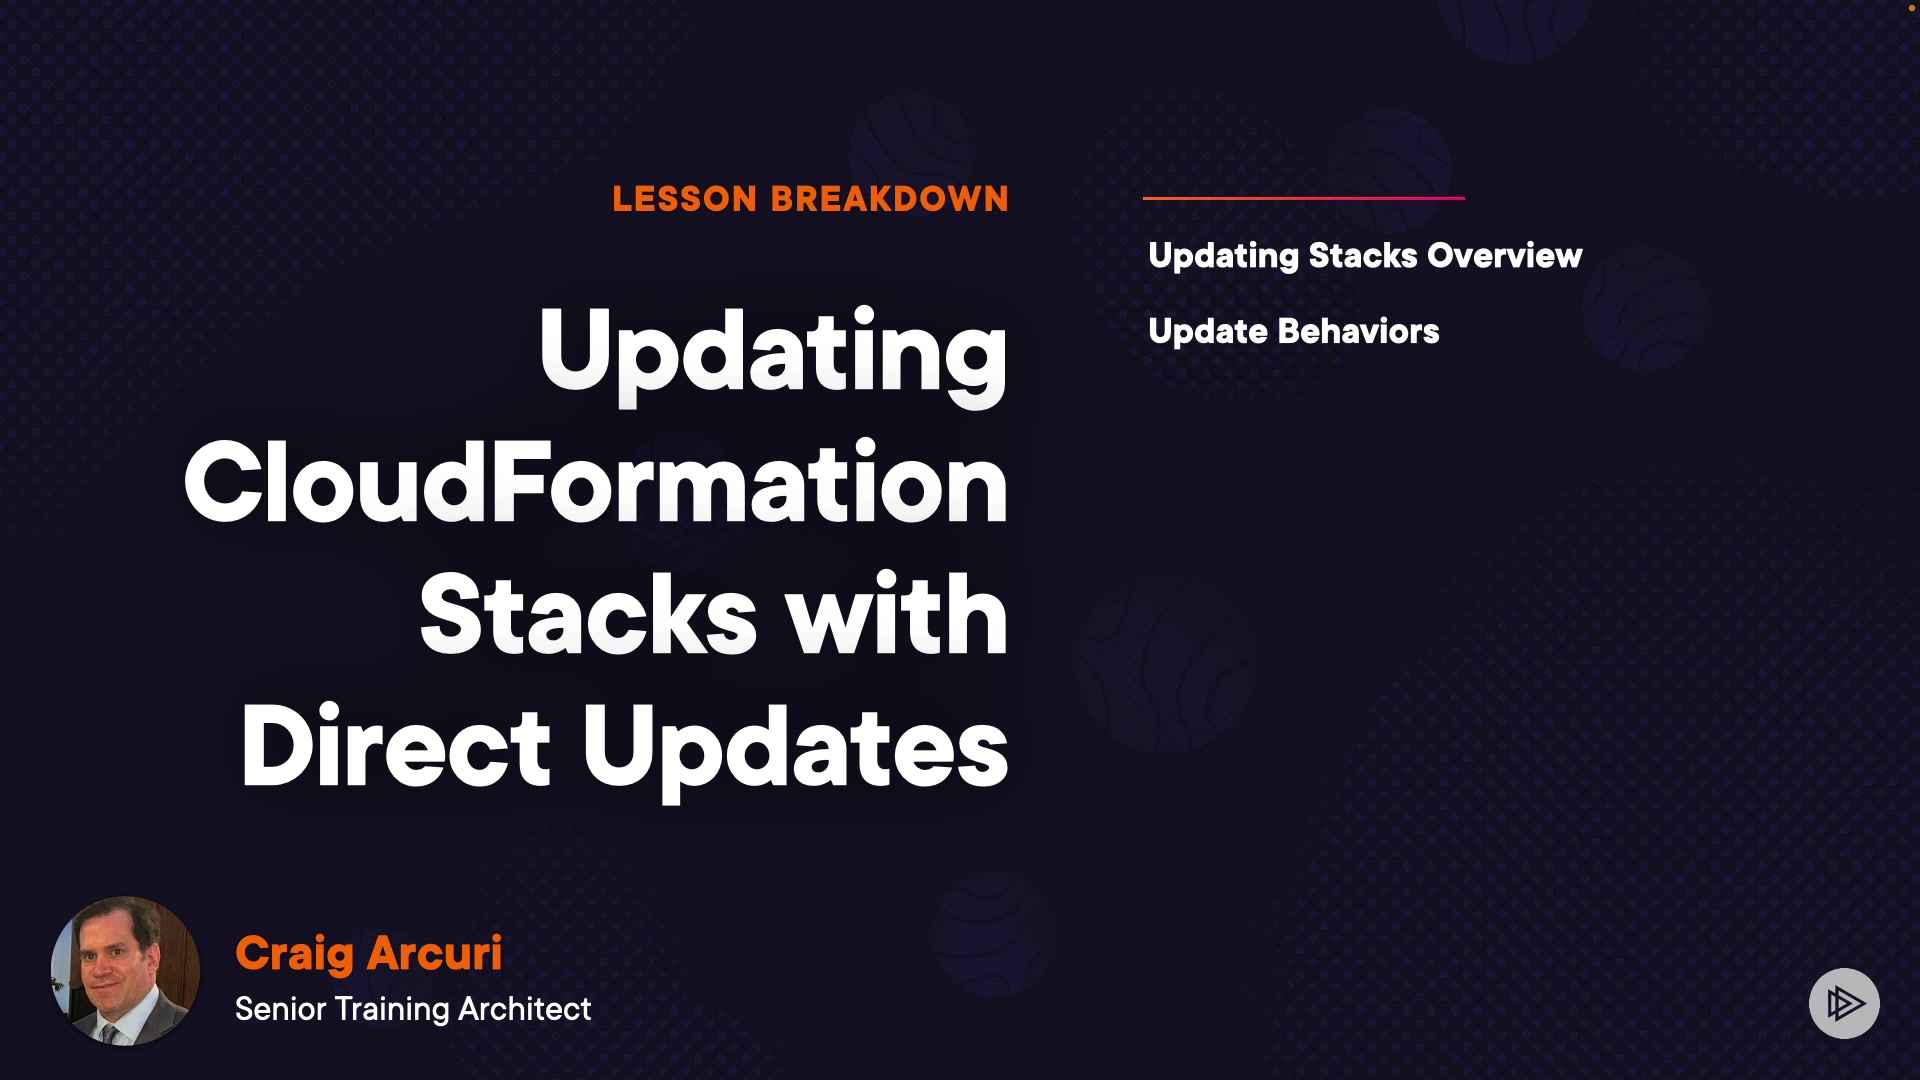 LESSON BREAKDOWN
Updating
CloudFormation
Stacks with
Direct Updates
Updating Stacks Overview
Update Behaviors
Craig Arcuri
Senior Training Architect